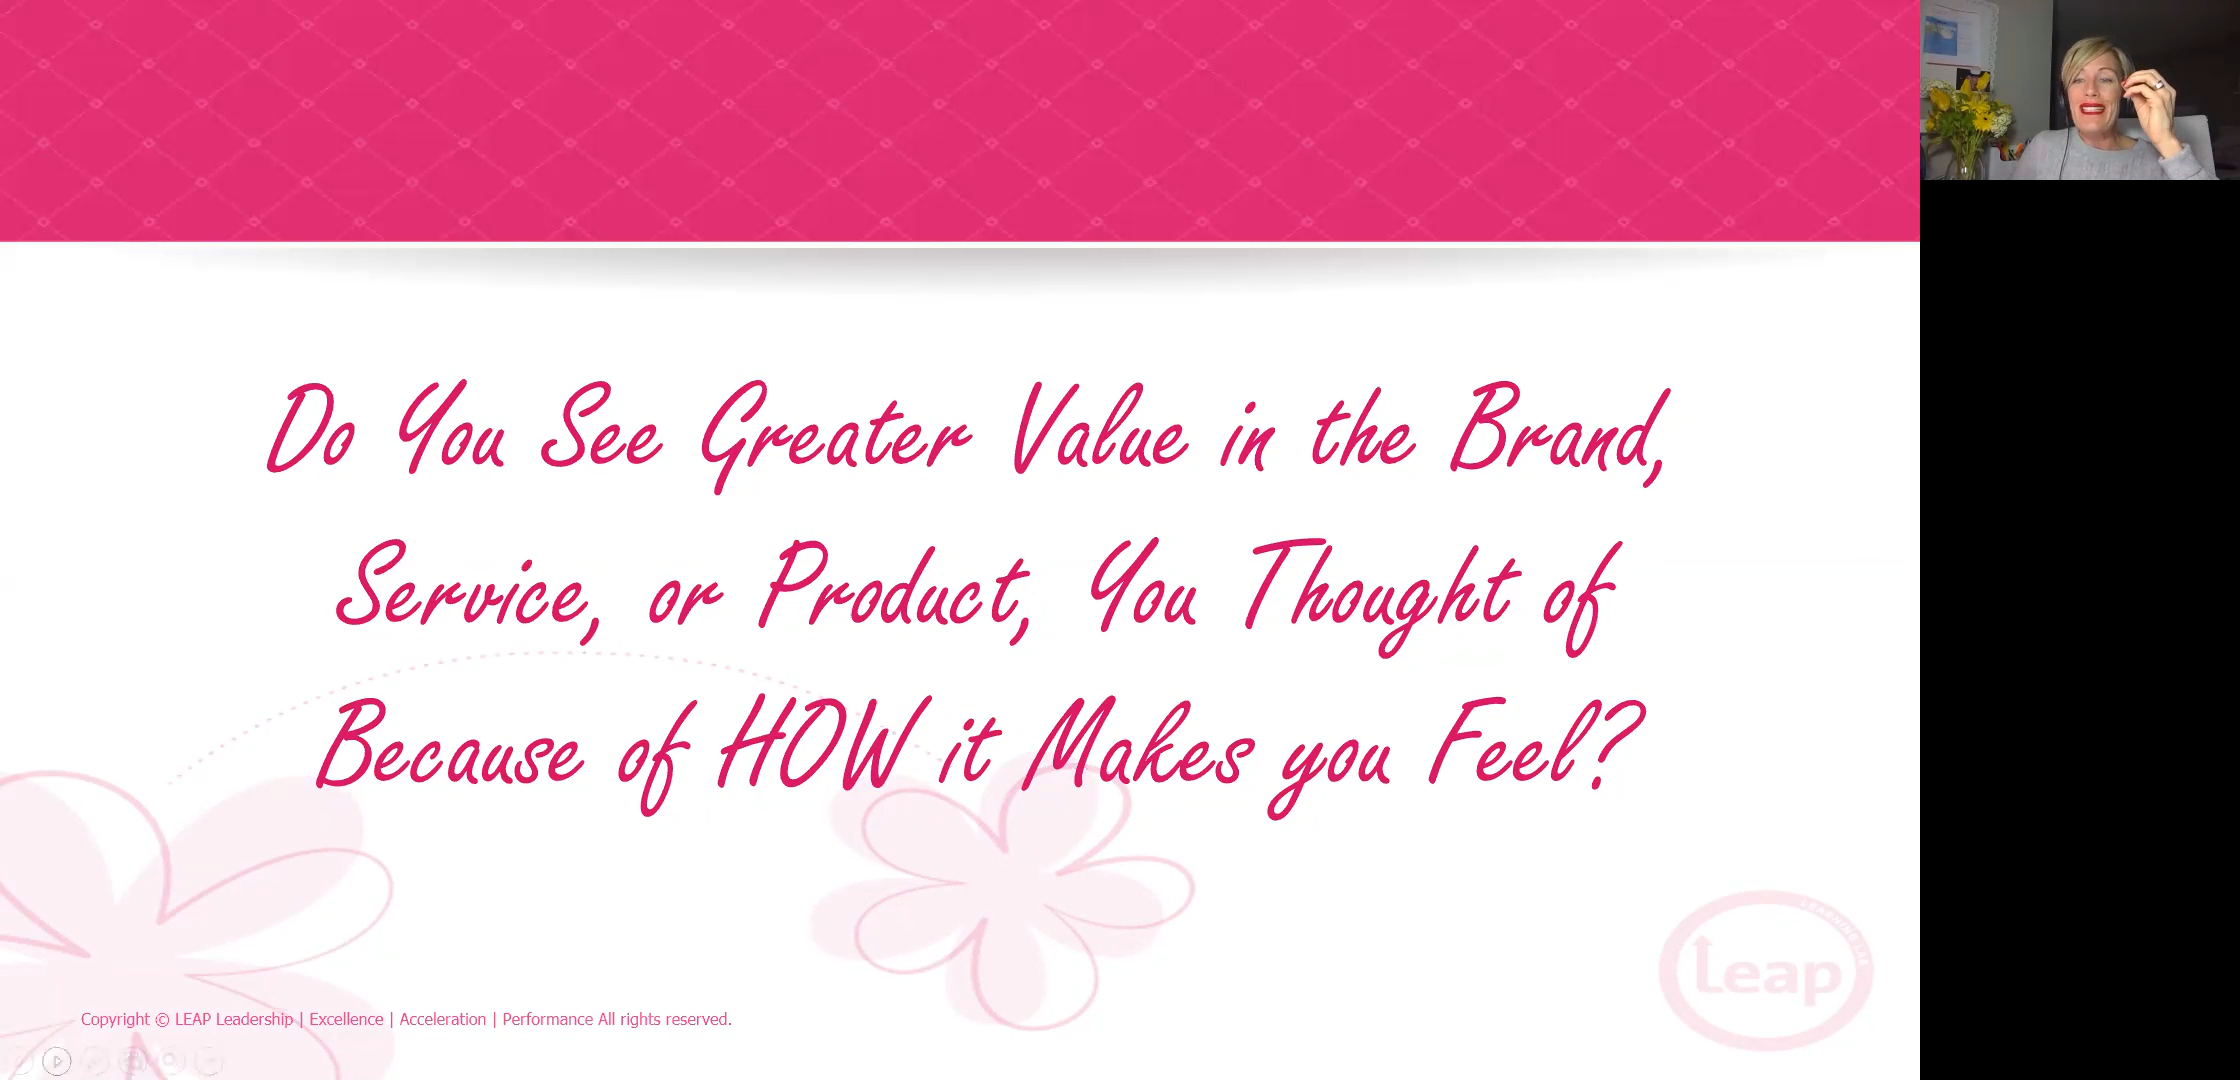 Do You See Greater Value in the Brand,
Service, or Product, You Thought of
Because of HOW it Makes you Feel?
Leap
Copyright © LEAP Leadership | Excellence | Acceleration | Performance All rights reserved.